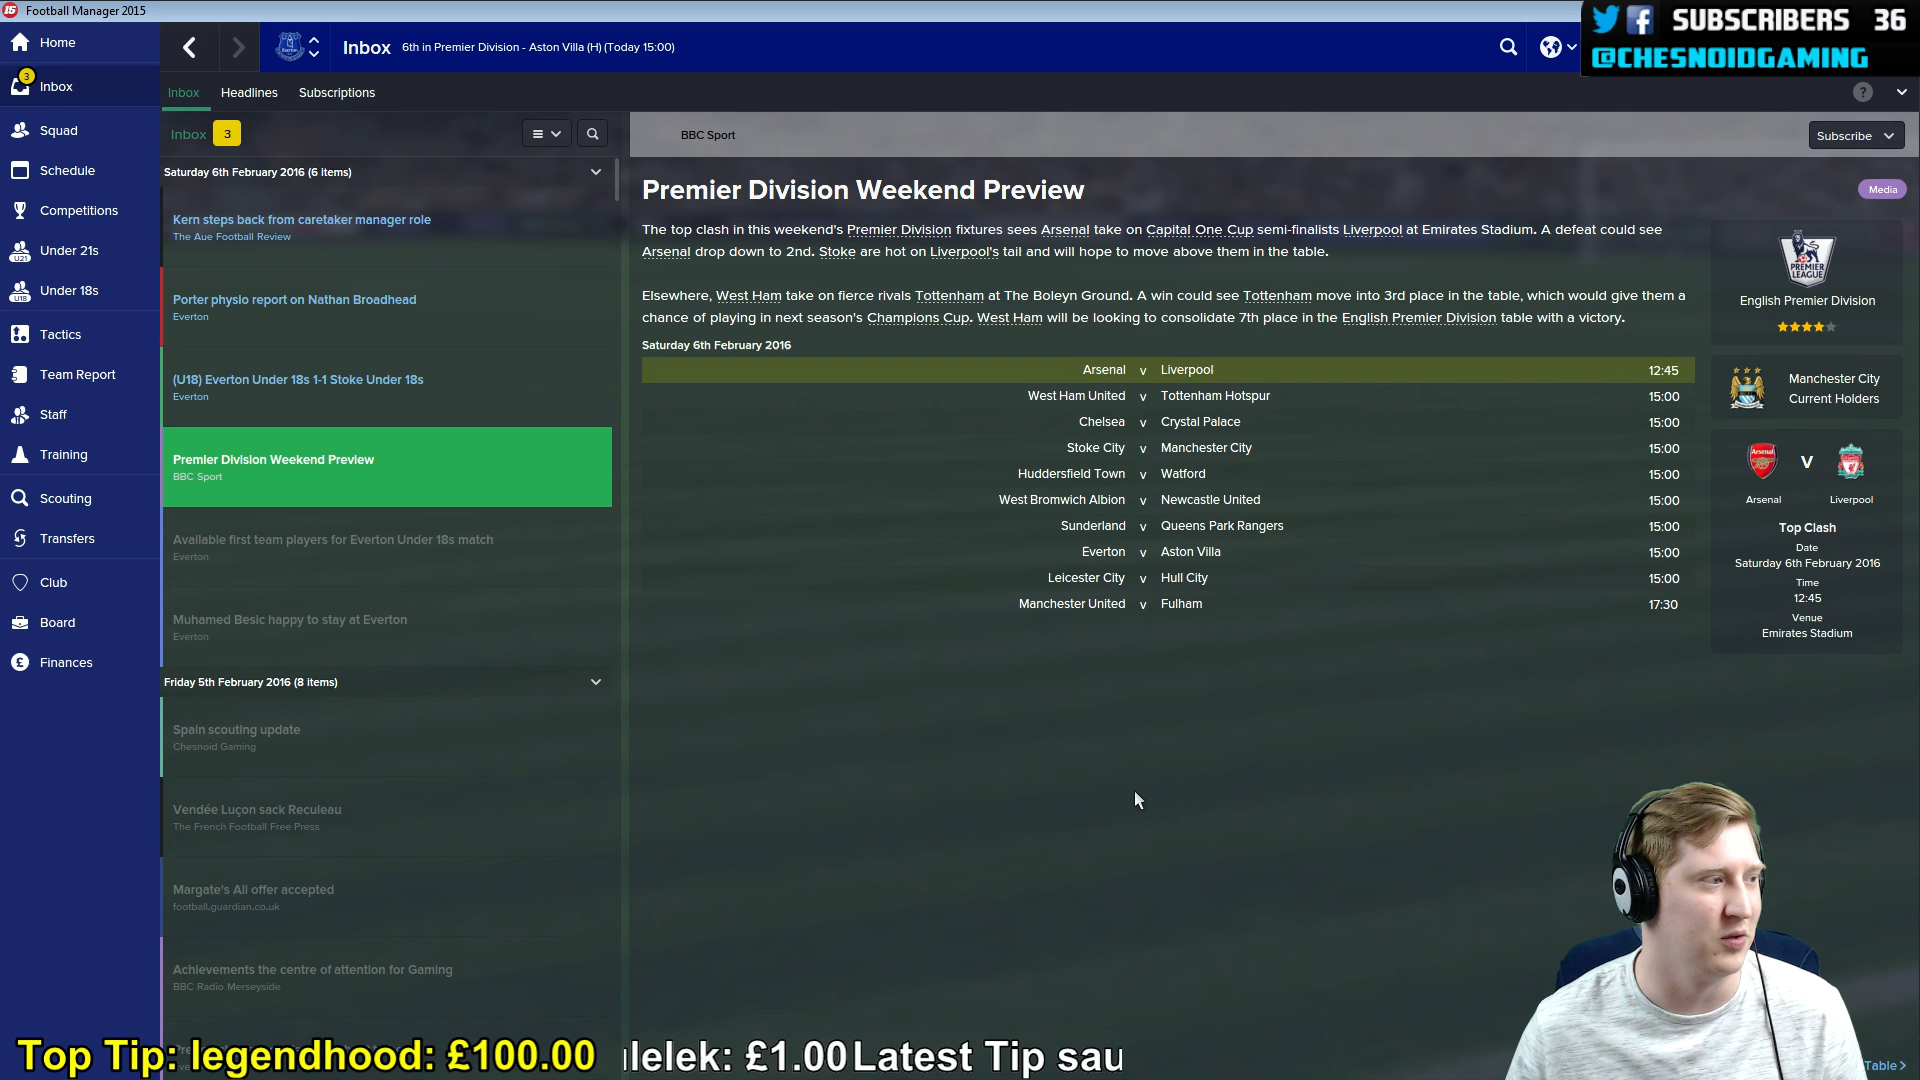 Football Manager 2015
SUBSCRIBERS 36
@CHESNOIDGAMING
Home
3
Inbox
Squad
Schedule
Competitions
U21
Under 21s
U18
Under 18s
Tactics
Team Report
Staff
Training
Scouting
Transfers
Club
Board
Finances
Inbox 6th in Premier Division - Aston Villa (H) (Today 15:00)
Inbox Headlines Subscriptions
Inbox 3
Saturday 6th February 2016 (6 items)
Kern steps back from caretaker manager role
The Aue Football Review
Porter physio report on Nathan Broadhead
Everton
(U18) Everton Under 18s 1-1 Stoke Under 18s
Everton
Premier Division Weekend Preview
BBC Sport
Available first team players for Everton Under 18s match
Everton
Muhamed Besic happy to stay at Everton
Everton
Friday 5th February 2016 (8 items)
Spain scouting update
Chesnoid Gaming
Vendée Luçon sack Reculeau
The French Football Free Press
Margate's All offer accepted
football.guardian.co.uk
Achievements the centre of attention for Gaming
BBC Radio Merseyside
BBC Sport
Subscribe
Premier Division Weekend Preview
Media
The top clash in this weekend's Premier Division fixtures sees Arsenal take on Capital One Cup semi-finalists Liverpool at Emirates Stadium. A defeat could see
Arsenal drop down to 2nd. Stoke are hot on Liverpool's tail and will hope to move above them in the table.
Elsewhere, West Ham take on fierce rivals Tottenham at The Boleyn Ground. A win could see Tottenham move into 3rd place in the table, which would give them a
chance of playing in next season's Champions Cup. West Ham will be looking to consolidate 7th place in the English Premier Division table with a victory.
Saturday 6th February 2016
Arsenal v Liverpool 12:45
West Ham United v Tottenham Hotspur 15:00
Chelsea v Crystal Palace 15:00
Stoke City v Manchester City 15:00
Huddersfield Town v Watford 15:00
West Bromwich Albion v Newcastle United 15:00
Sunderland v Queens Park Rangers 15:00
Everton v Aston Villa 15:00
Leicester City v Hull City 15:00
Manchester United v Fulham 17:30
PREMIER
LEAGUE
English Premier Division
Manchester City
Current Holders
V
Arsenal Liverpool
Top Clash
Date
Saturday 6th February 2016
Time
12:45
Venue
Emirates Stadium
Top Tip: legendhood: £100.00
lelek: £1.00 Latest Tip sau
Table